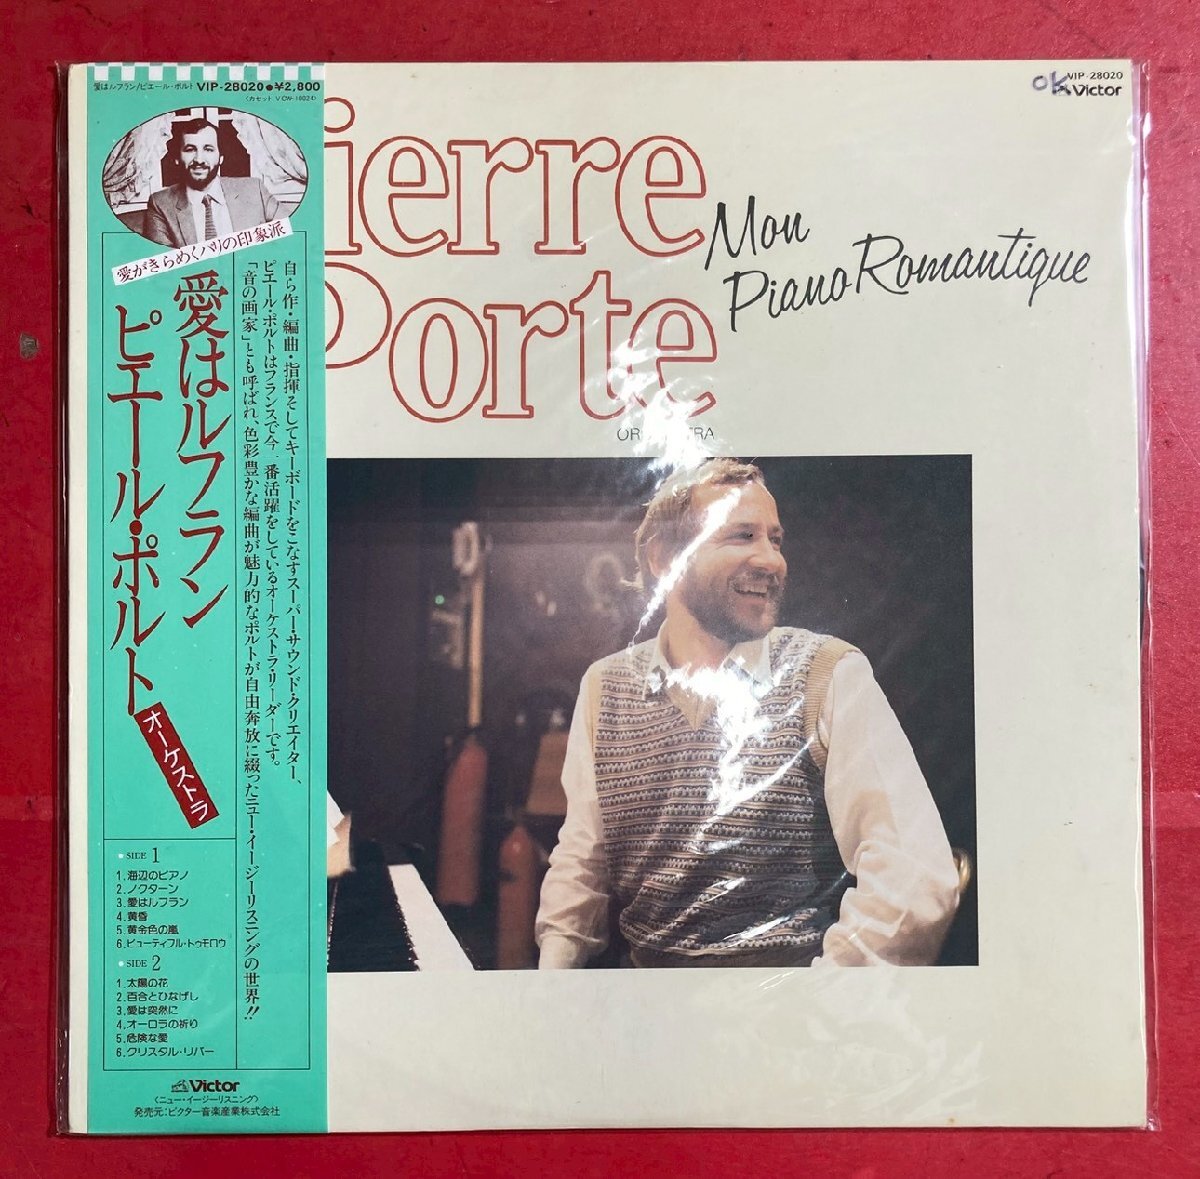 愛はルフラン/ピエール・ポルト VIP-28020●¥2,800
(カセット VCW-10024)
愛がきらめくパリの印象派
愛はルフラン
ピエール・ポルト
オーケストラ
自ら作・編曲・指揮そしてキーボードをこなすスーパー・サウンド・クリエイター、
ピエール・ポルトはフランスで今一番活躍をしているオーケストラ・リーダーです。
「音の画家」とも呼ばれ、色彩豊かな編曲が魅力的なポルトが自由奔放に綴ったニュー・イージーリスニングの世界!!
SIDE 1
1.海辺のピアノ
2.ノクターン
3.愛はルフラン
4.黄昏
5.黄金色の嵐
6.ビューティフル・トゥモロウ
SIDE 2
1.太陽の花
2.百合とひなげし
3.愛は突然に
4.オーロラの祈り
5.危険な愛
6.クリスタル・リバー
Victor
〈ニュー・イージーリスニング〉
発売元:ビクター音楽産業株式会社
OK VIP-28020
Victor
ierre
Porte
Mon
Piano Romantique